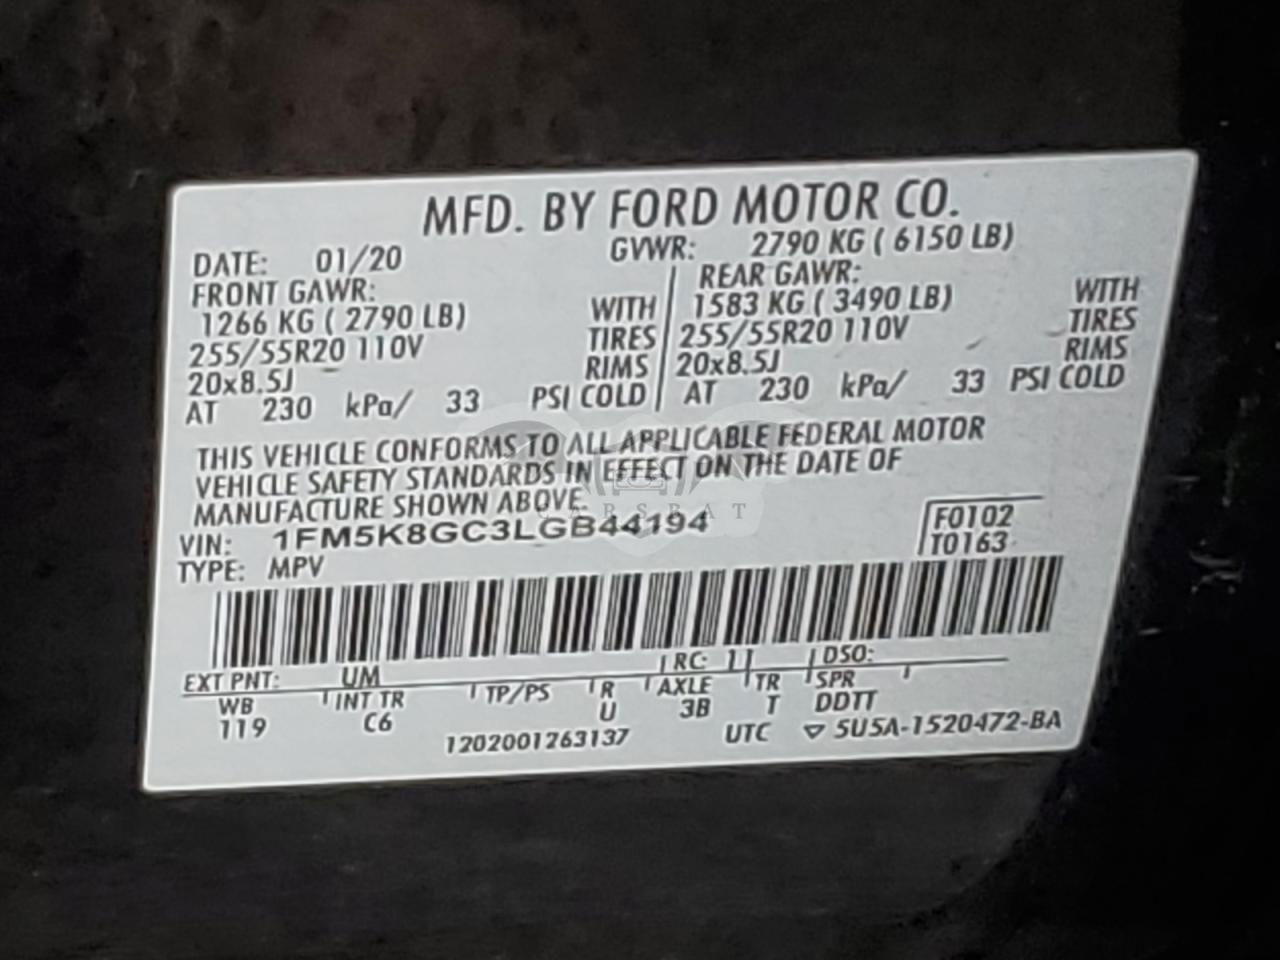 MFD. BY FORD MOTOR CO.
DATE: 01/20 GVWR: 2790 KG ( 6150 LB)
FRONT GAWR: REAR GAWR:
1266 KG ( 2790 LB) WITH 1583 KG ( 3490 LB) WITH
255/55R20 110V TIRES 255/55R20 110V TIRES
20x8.5J RIMS 20x8.5J RIMS
AT 230 kPa/ 33 PSI COLD AT 230 kPa/ 33 PSI COLD
THIS VEHICLE CONFORMS TO ALL APPLICABLE FEDERAL MOTOR
VEHICLE SAFETY STANDARDS IN EFFECT ON THE DATE OF
MANUFACTURE SHOWN ABOVE.
CARSBAT
VIN: 1FM5K8GC3LGB44194 F0102
TYPE: MPV T0163
EXT PNT: UM RC: 11 DSO:
WB INT TR TP/PS R AXLE TR SPR
119 C6 U 3B T DDTT
1202001263137 UTC ▽ 5U5A-1520472-BA